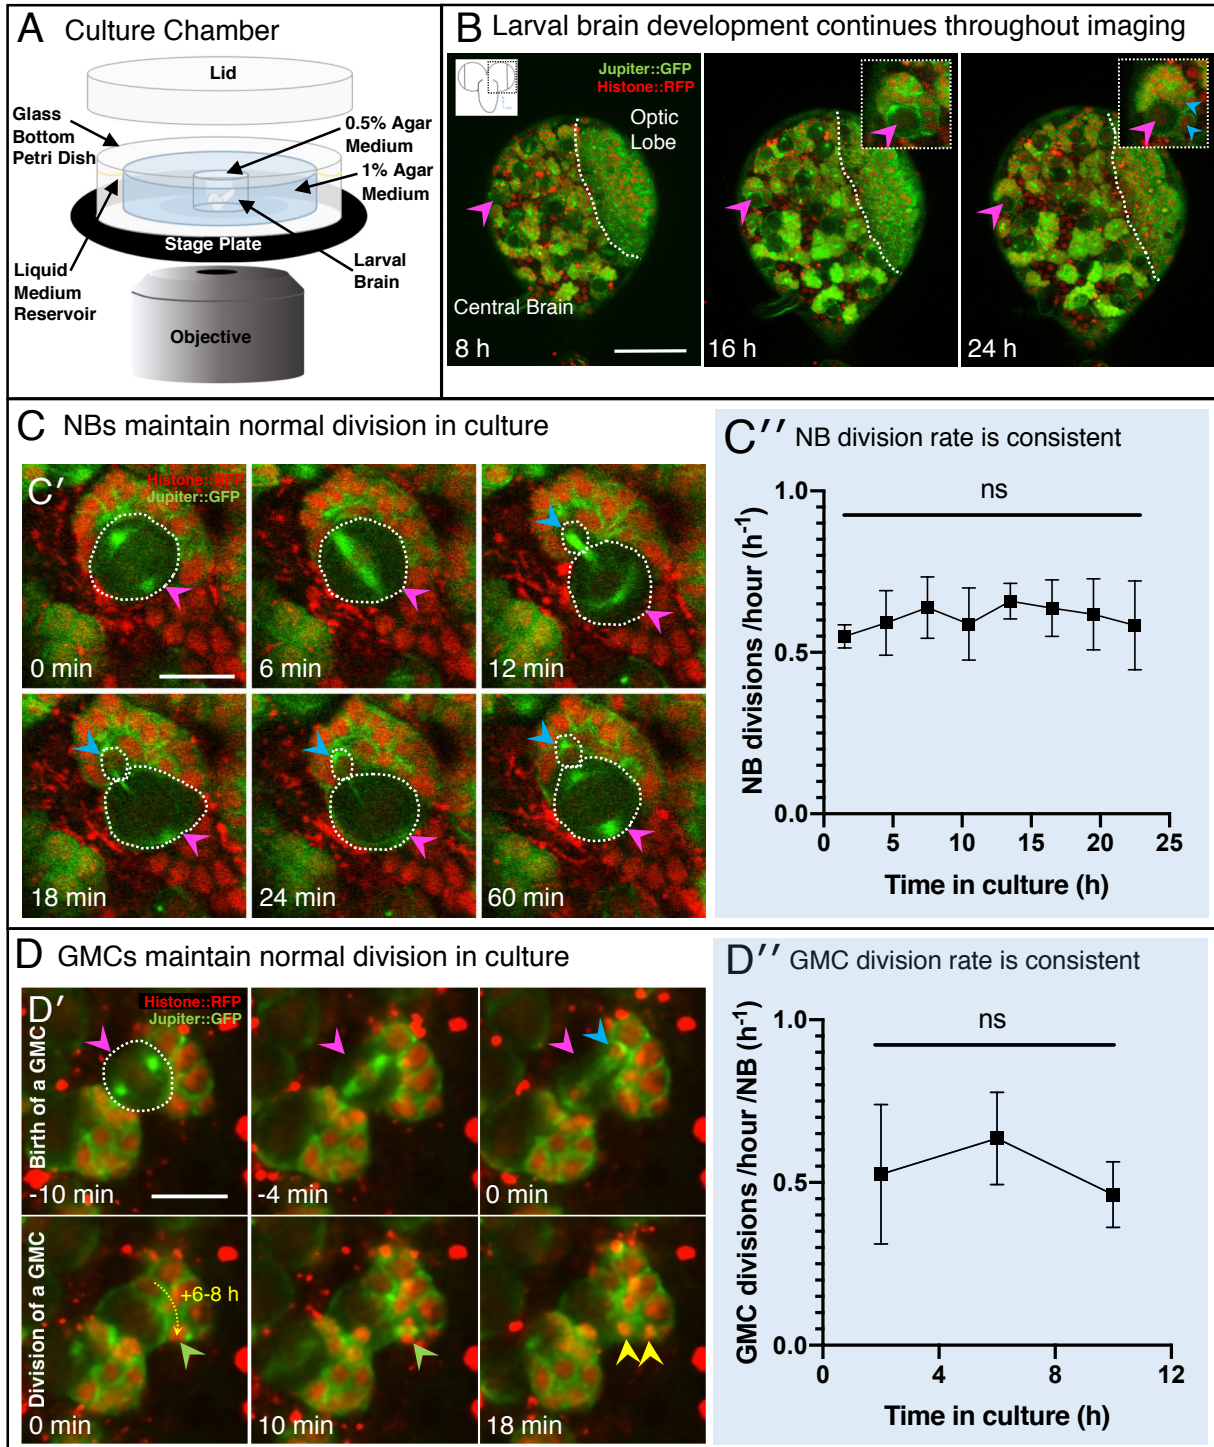 A Culture Chamber
Lid
Glass
Bottom
Petri Dish
0.5% Agar
Medium
1% Agar
Medium
Stage Plate
Liquid
Medium
Reservoir
Larval
Brain
Objective
B Larval brain development continues throughout imaging
Jupiter::GFP
Histone::RFP
Optic
Lobe
Central Brain
8 h
16 h
24 h
C NBs maintain normal division in culture
C'
Histone::RFP
Jupiter::GFP
0 min
6 min
12 min
18 min
24 min
60 min
C'' NB division rate is consistent
ns
1.0
0.5
0.0
NB divisions /hour (h-1)
0 5 10 15 20 25
Time in culture (h)
D GMCs maintain normal division in culture
D'
Histone::RFP
Jupiter::GFP
Birth of a GMC
-10 min
-4 min
0 min
Division of a GMC
+6-8 h
0 min
10 min
18 min
D'' GMC division rate is consistent
ns
1.0
0.5
0.0
GMC divisions /hour /NB (h-1)
0 4 8 12
Time in culture (h)